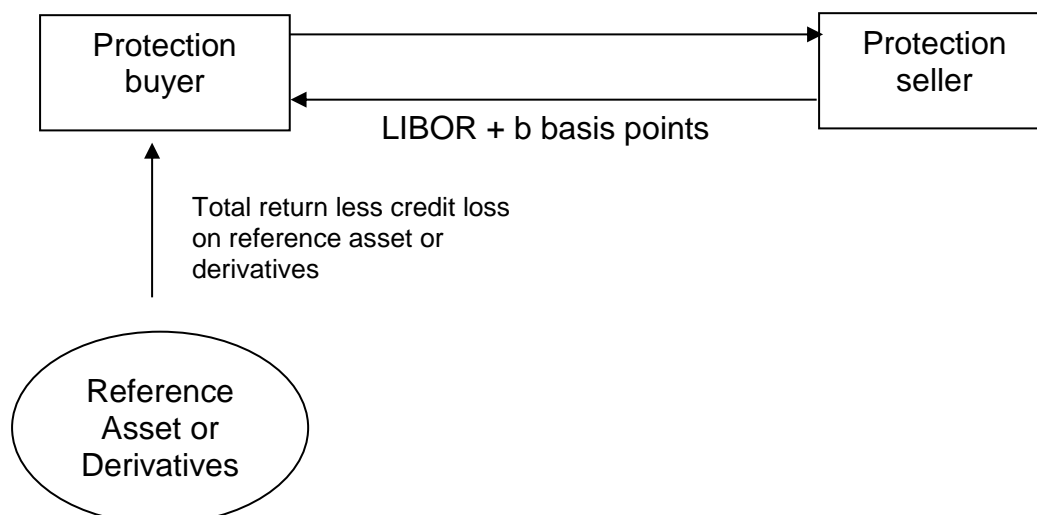 Protection
buyer
Protection
seller
LIBOR + b basis points
Total return less credit loss
on reference asset or
derivatives
Reference
Asset or
Derivatives